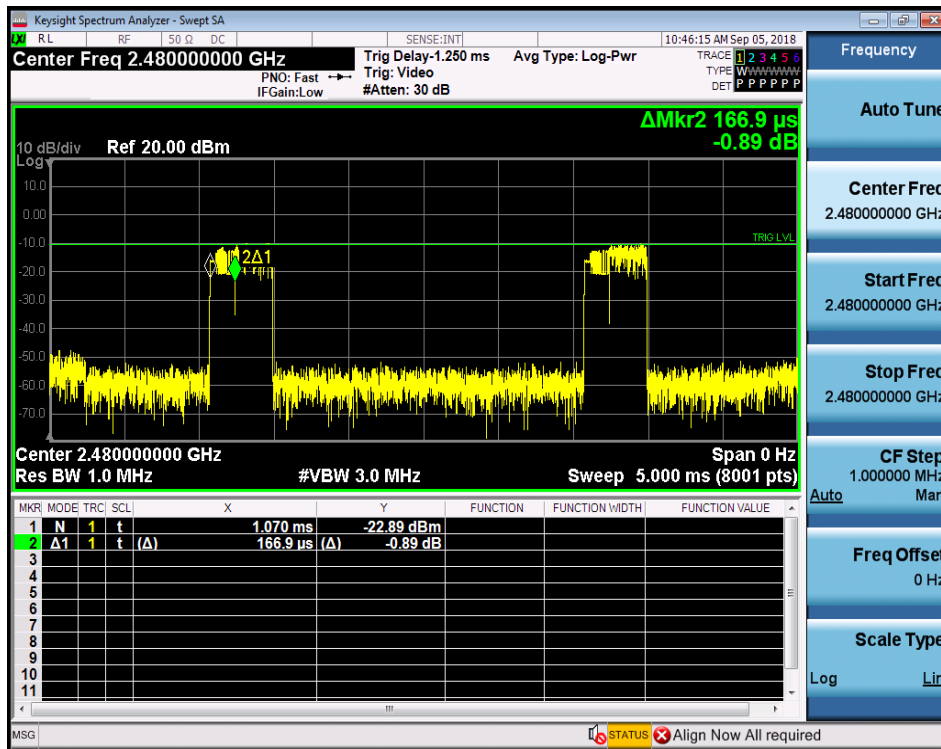 Keysight Spectrum Analyzer - Swept SA
LXI RL RF 50 Ω DC SENSE:INT 10:46:15 AM Sep 05, 2018
Center Freq 2.480000000 GHz
PNO: Fast
IFGain:Low
Trig Delay-1.250 ms
Trig: Video
#Atten: 30 dB
Avg Type: Log-Pwr
TRACE 1 2 3 4 5 6
TYPE WWWWWW
DET P P P P P P
ΔMkr2 166.9 µs
-0.89 dB
10 dB/div Ref 20.00 dBm
Log
10.0
0.00
-10.0
TRIG LVL
2Δ1
-20.0
-30.0
-40.0
-50.0
-60.0
-70.0
Center 2.480000000 GHz Span 0 Hz
Res BW 1.0 MHz #VBW 3.0 MHz Sweep 5.000 ms (8001 pts)
MKR MODE TRC SCL X Y FUNCTION FUNCTION WIDTH FUNCTION VALUE
1 N 1 t 1.070 ms -22.89 dBm
2 Δ1 1 t (Δ) 166.9 µs (Δ) -0.89 dB
3
4
5
6
7
8
9
10
11
MSG STATUS Align Now All required
Frequency
Auto Tune
Center Freq
2.480000000 GHz
Start Freq
2.480000000 GHz
Stop Freq
2.480000000 GHz
CF Step
1.000000 MHz
Auto Man
Freq Offset
0 Hz
Scale Type
Log Lin